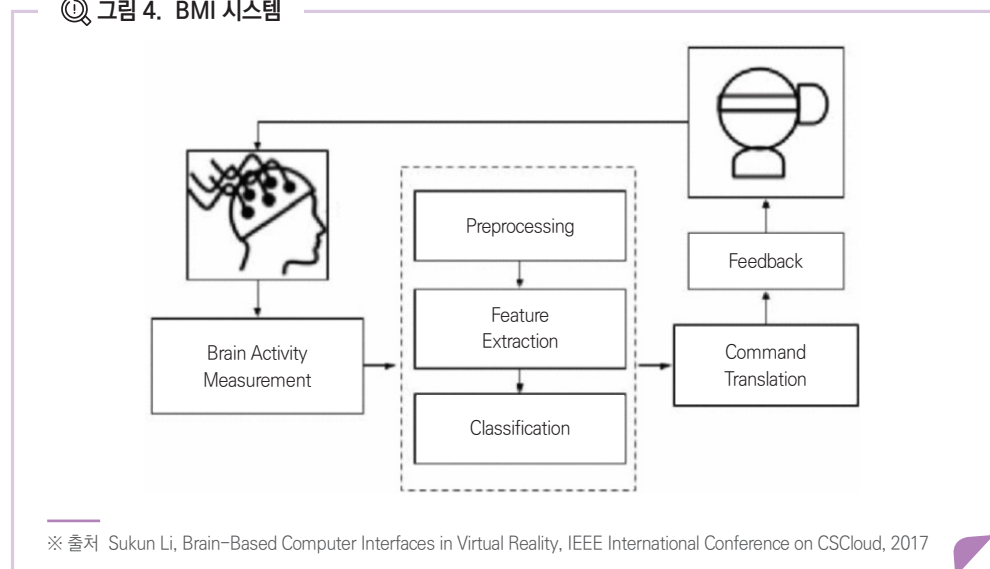 그림 4. BMI 시스템
Preprocessing
Feature
Extraction
Classification
Brain Activity
Measurement
Feedback
Command
Translation
※ 출처 Sukun Li, Brain-Based Computer Interfaces in Virtual Reality, IEEE International Conference on CSCloud, 2017